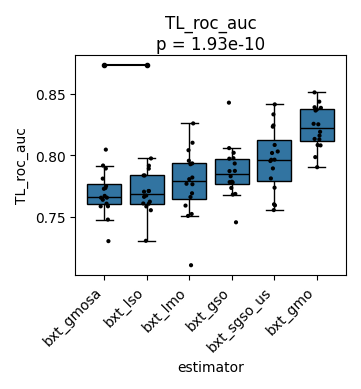 TL_roc_auc
p = 1.93e-10
TL_roc_auc
0.85
0.80
0.75
bxt_gmosa
bxt_lso
bxt_lmo
bxt_gso
bxt_sgso_us
bxt_gmo
estimator